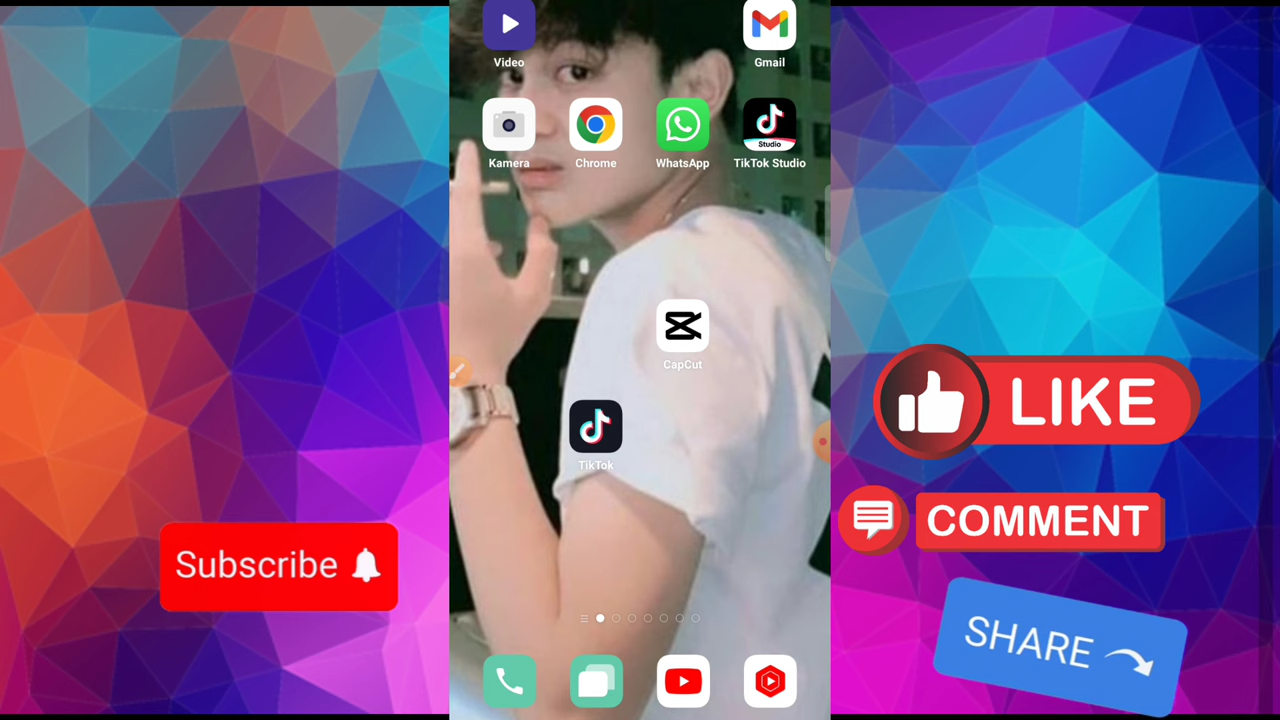 Video
Gmail
Kamera
Chrome
WhatsApp
Studio
TikTok Studio
CapCut
TikTok
LIKE
COMMENT
Subscribe
SHARE